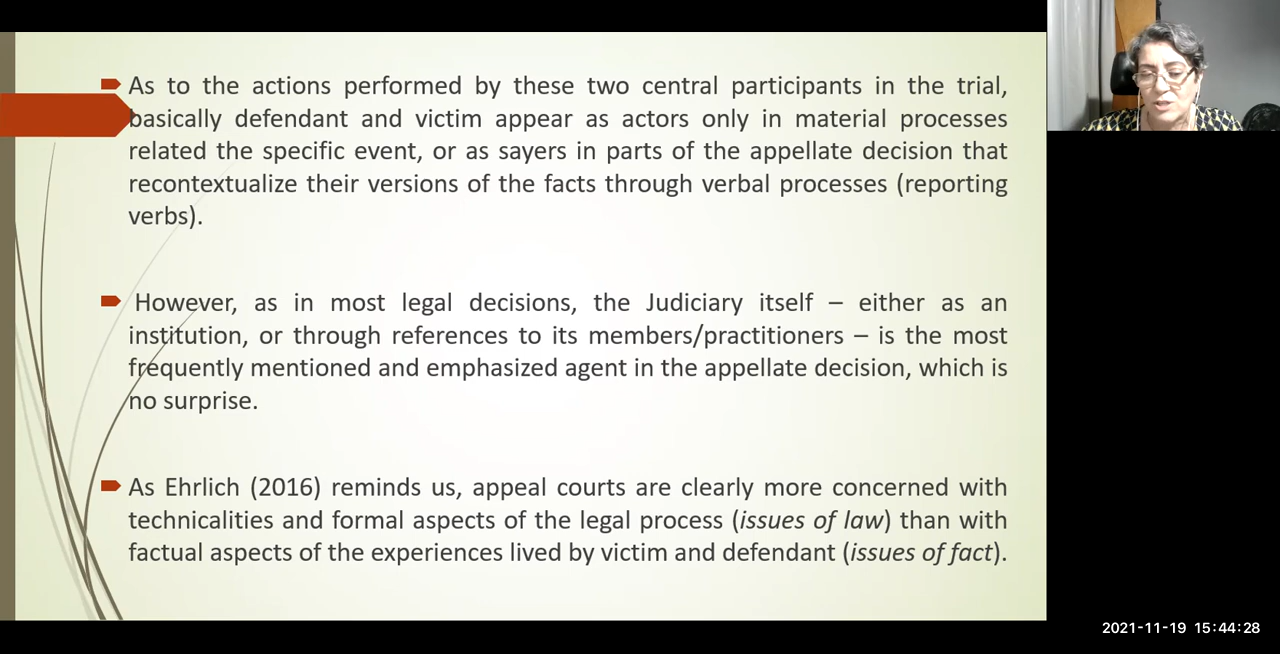 As to the actions performed by these two central participants in the trial,
basically defendant and victim appear as actors only in material processes
related the specific event, or as sayers in parts of the appellate decision that
recontextualize their versions of the facts through verbal processes (reporting
verbs).
However, as in most legal decisions, the Judiciary itself – either as an
institution, or through references to its members/practitioners – is the most
frequently mentioned and emphasized agent in the appellate decision, which is
no surprise.
As Ehrlich (2016) reminds us, appeal courts are clearly more concerned with
technicalities and formal aspects of the legal process (issues of law) than with
factual aspects of the experiences lived by victim and defendant (issues of fact).
2021-11-19 15:44:28